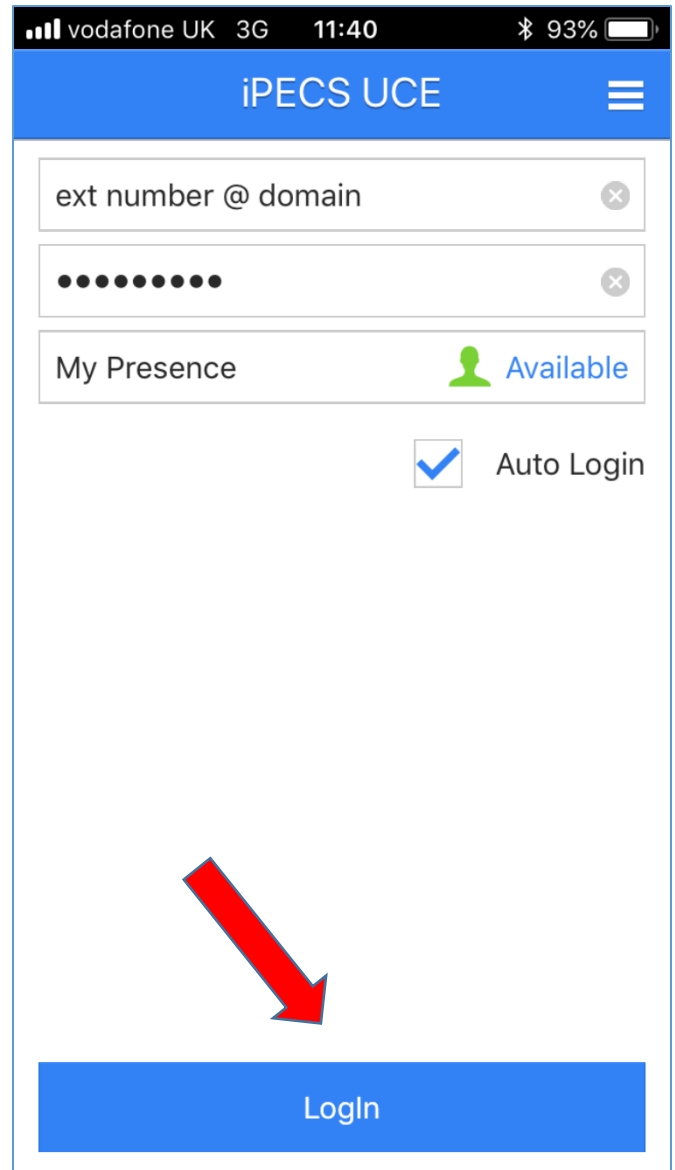 vodafone UK 3G 11:40 93%
iPECS UCE
ext number @ domain
•••••••••
My Presence Available
Auto Login
LogIn